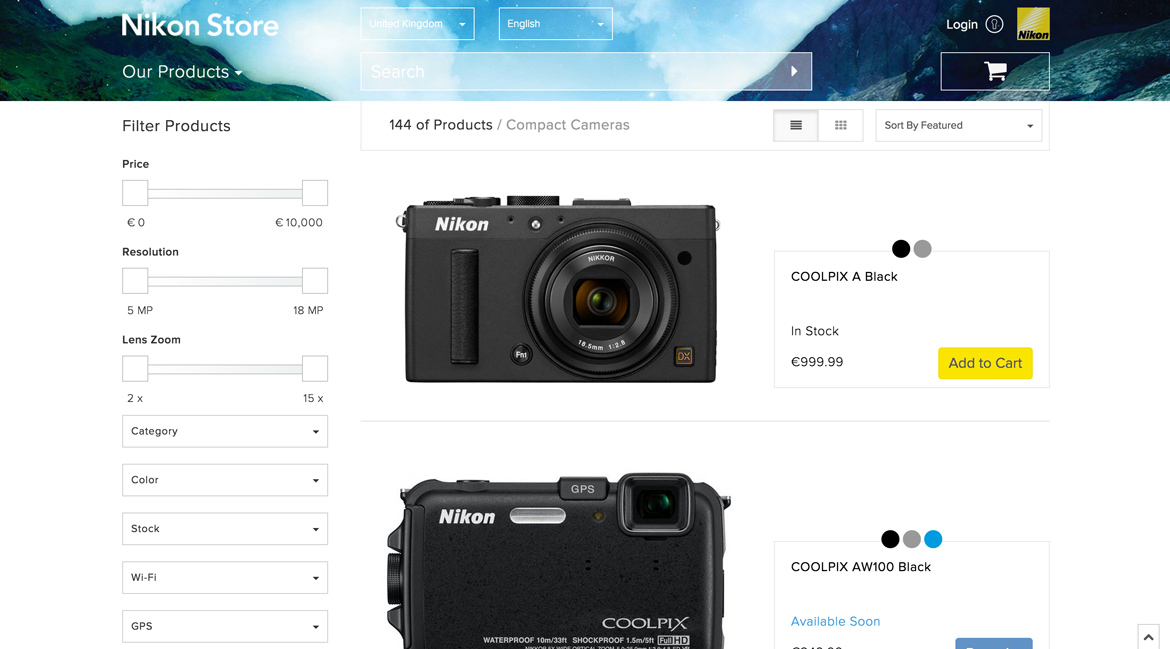 Nikon Store
United Kingdom
English
Login
Nikon
Our Products
Search
Filter Products
144 of Products / Compact Cameras
Sort By Featured
Price
€ 0
€ 10,000
Resolution
5 MP
18 MP
Lens Zoom
2 x
15 x
Category
Color
Stock
Wi-Fi
GPS
Nikon
NIKKOR
18.5mm 1:2.8
Fn1
DX
COOLPIX A Black
In Stock
€999.99
Add to Cart
GPS
Nikon
COOLPIX
WATERPROOF 10m/33ft SHOCKPROOF 1.5m/5ft Full HD
COOLPIX AW100 Black
Available Soon